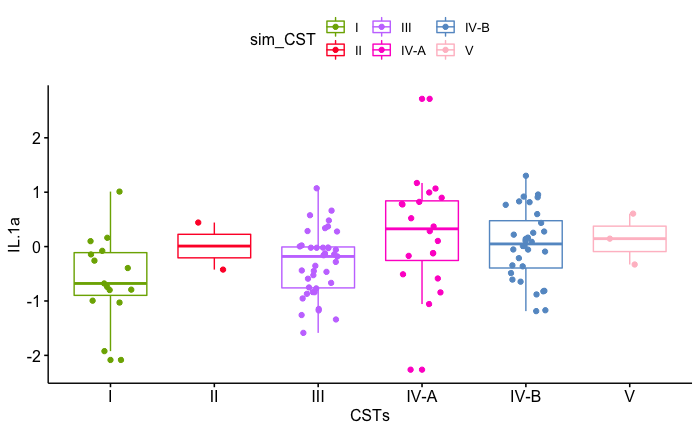 sim_CST I III IV-B
II IV-A V
IL.1a
2
1
0
-1
-2
I II III IV-A IV-B V
CSTs